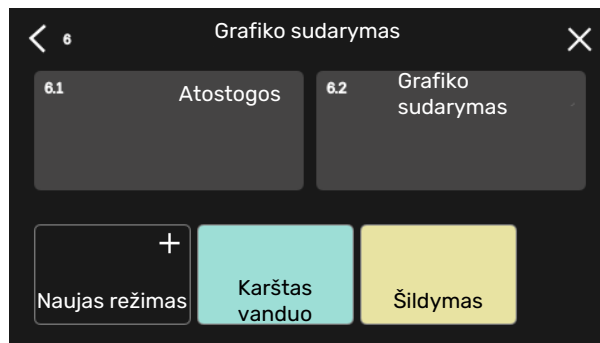 6
Grafiko sudarymas
6.1
Atostogos
6.2
Grafiko
sudarymas
Naujas režimas
Karštas
vanduo
Šildymas